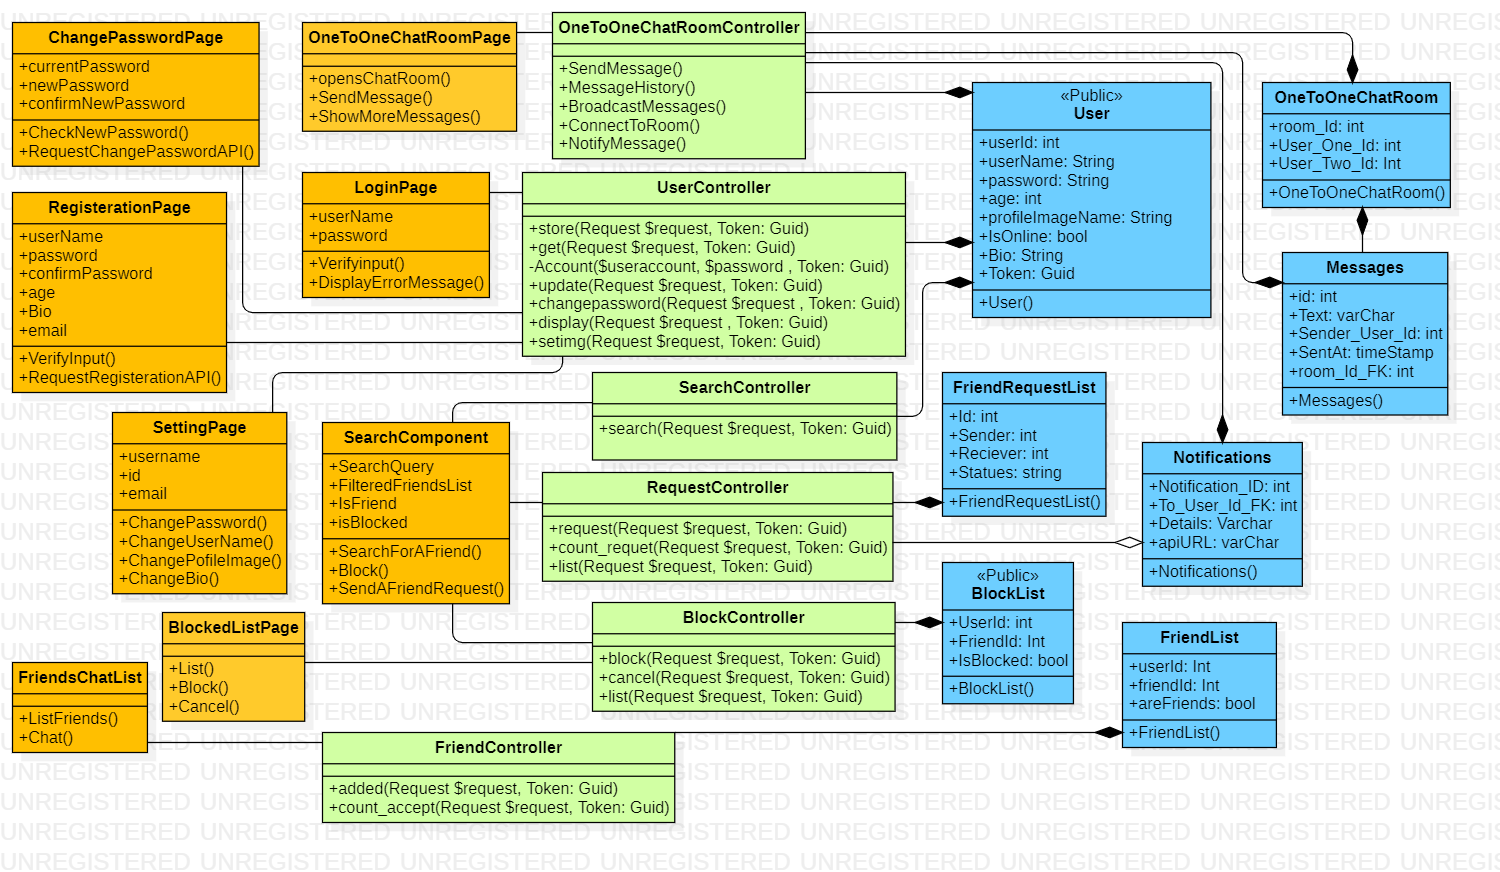 ChangePasswordPage
+currentPassword
+newPassword
+confirmNewPassword
+CheckNewPassword()
+RequestChangePasswordAPI()
OneToOneChatRoomPage
+opensChatRoom()
+SendMessage()
+ShowMoreMessages()
OneToOneChatRoomController
+SendMessage()
+MessageHistory()
+BroadcastMessages()
+ConnectToRoom()
+NotifyMessage()
«Public»
User
+userId: int
+userName: String
+password: String
+age: int
+profileImageName: String
+IsOnline: bool
+Bio: String
+Token: Guid
+User()
OneToOneChatRoom
+room_Id: int
+User_One_Id: int
+User_Two_Id: Int
+OneToOneChatRoom()
RegisterationPage
+userName
+password
+confirmPassword
+age
+Bio
+email
+VerifyInput()
+RequestRegisterationAPI()
LoginPage
+userName
+password
+Verifyinput()
+DisplayErrorMessage()
UserController
+store(Request $request, Token: Guid)
+get(Request $request, Token: Guid)
-Account($useraccount, $password , Token: Guid)
+update(Request $request, Token: Guid)
+changepassword(Request $request , Token: Guid)
+display(Request $request , Token: Guid)
+setimg(Request $request, Token: Guid)
Messages
+id: int
+Text: varChar
+Sender_User_Id: int
+SentAt: timeStamp
+room_Id_FK: int
+Messages()
SettingPage
+username
+id
+email
+ChangePassword()
+ChangeUserName()
+ChangePofileImage()
+ChangeBio()
SearchComponent
+SearchQuery
+FilteredFriendsList
+IsFriend
+isBlocked
+SearchForAFriend()
+Block()
+SendAFriendRequest()
SearchController
+search(Request $request, Token: Guid)
FriendRequestList
+Id: int
+Sender: int
+Reciever: int
+Statues: string
+FriendRequestList()
Notifications
+Notification_ID: int
+To_User_Id_FK: int
+Details: Varchar
+apiURL: varChar
+Notifications()
RequestController
+request(Request $request, Token: Guid)
+count_requet(Request $request, Token: Guid)
+list(Request $request, Token: Guid)
«Public»
BlockList
+UserId: int
+FriendId: Int
+IsBlocked: bool
+BlockList()
BlockedListPage
+List()
+Block()
+Cancel()
BlockController
+block(Request $request, Token: Guid)
+cancel(Request $request, Token: Guid)
+list(Request $request, Token: Guid)
FriendList
+userId: Int
+friendId: Int
+areFriends: bool
+FriendList()
FriendsChatList
+ListFriends()
+Chat()
FriendController
+added(Request $request, Token: Guid)
+count_accept(Request $request, Token: Guid)
UNREGISTERED